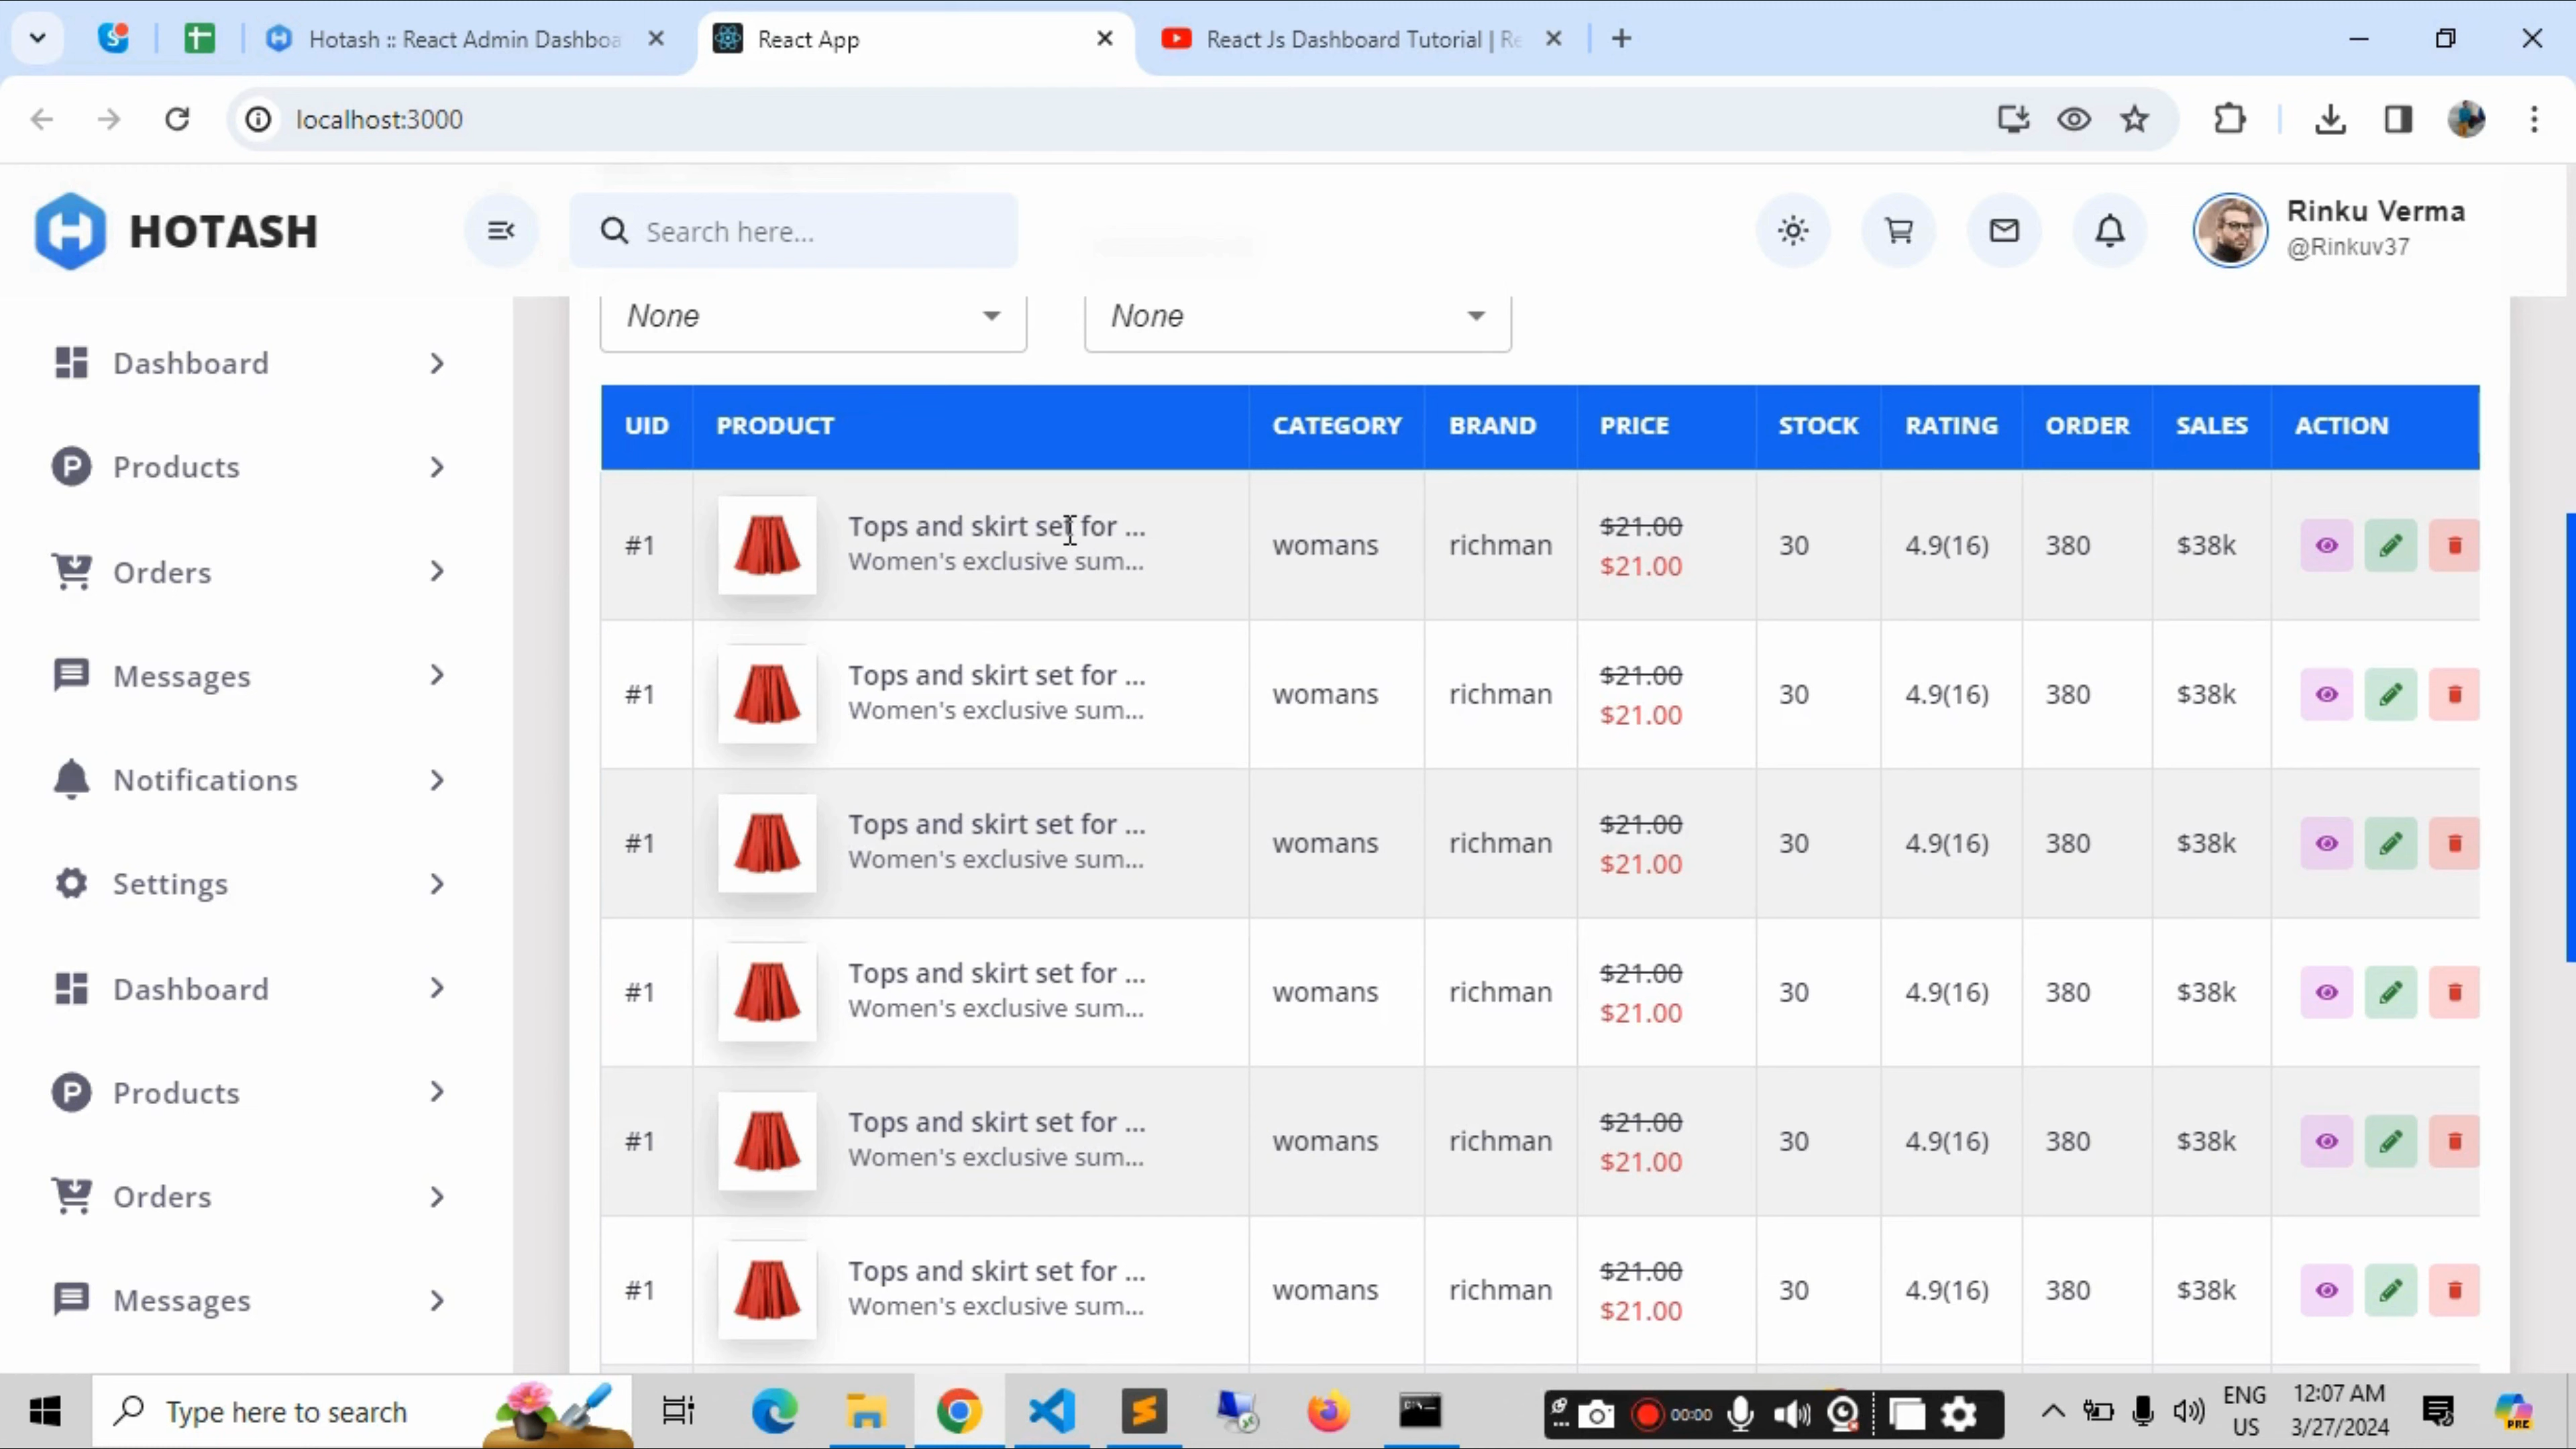 Hotash :: React Admin Dashboa
React App
React Js Dashboard Tutorial | Re
localhost:3000
HOTASH
Search here...
Rinku Verma
@Rinkuv37
None
None
Dashboard
Products
Orders
Messages
Notifications
Settings
Dashboard
Products
Orders
Messages
UID PRODUCT CATEGORY BRAND PRICE STOCK RATING ORDER SALES ACTION
#1
Tops and skirt set for ...
Women's exclusive sum...
womans richman
$21.00
$21.00
30 4.9(16) 380 $38k
#1
Tops and skirt set for ...
Women's exclusive sum...
womans richman
$21.00
$21.00
30 4.9(16) 380 $38k
#1
Tops and skirt set for ...
Women's exclusive sum...
womans richman
$21.00
$21.00
30 4.9(16) 380 $38k
#1
Tops and skirt set for ...
Women's exclusive sum...
womans richman
$21.00
$21.00
30 4.9(16) 380 $38k
#1
Tops and skirt set for ...
Women's exclusive sum...
womans richman
$21.00
$21.00
30 4.9(16) 380 $38k
#1
Tops and skirt set for ...
Women's exclusive sum...
womans richman
$21.00
$21.00
30 4.9(16) 380 $38k
Type here to search
00:00
ENG
US
12:07 AM
3/27/2024
PRE